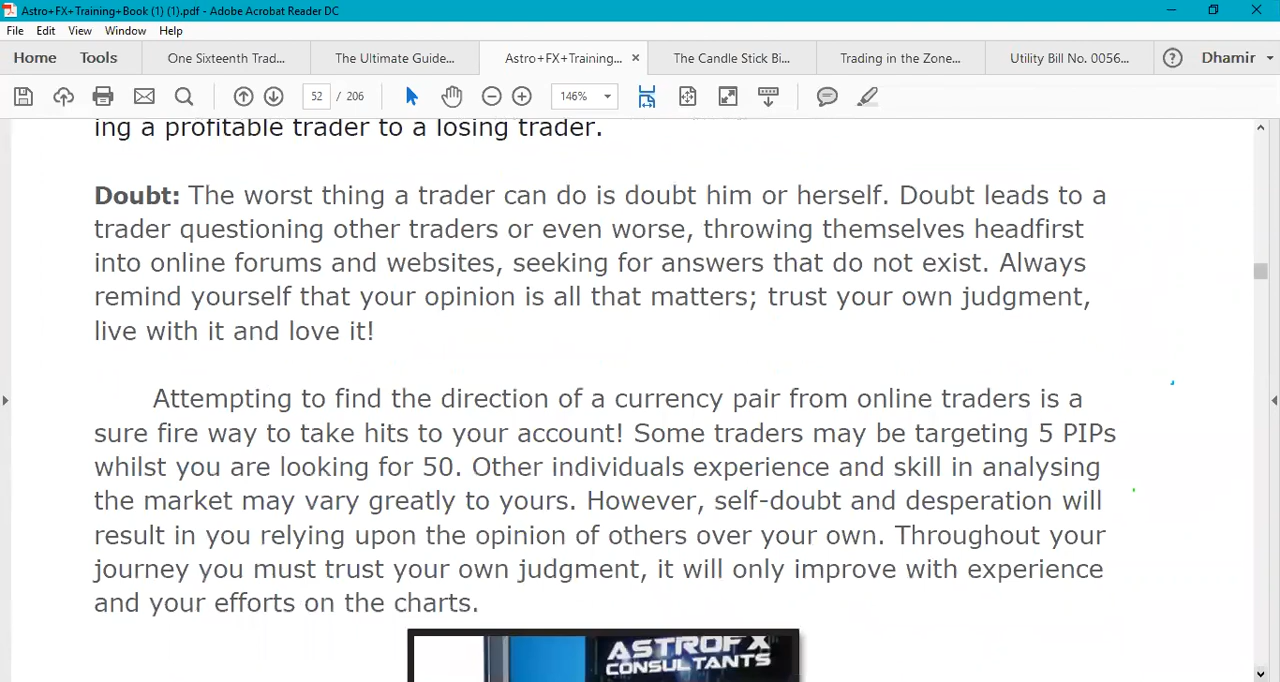 Astro+FX+Training+Book (1) (1).pdf - Adobe Acrobat Reader DC
File Edit View Window Help
Home Tools One Sixteenth Trad... The Ultimate Guide... Astro+FX+Training... × The Candle Stick Bi... Trading in the Zone... Utility Bill No. 0056... Dhamir
52 / 206 146%
ing a profitable trader to a losing trader.
Doubt: The worst thing a trader can do is doubt him or herself. Doubt leads to a
trader questioning other traders or even worse, throwing themselves headfirst
into online forums and websites, seeking for answers that do not exist. Always
remind yourself that your opinion is all that matters; trust your own judgment,
live with it and love it!
Attempting to find the direction of a currency pair from online traders is a
sure fire way to take hits to your account! Some traders may be targeting 5 PIPs
whilst you are looking for 50. Other individuals experience and skill in analysing
the market may vary greatly to yours. However, self-doubt and desperation will
result in you relying upon the opinion of others over your own. Throughout your
journey you must trust your own judgment, it will only improve with experience
and your efforts on the charts.
ASTROFX
CONSULTANTS